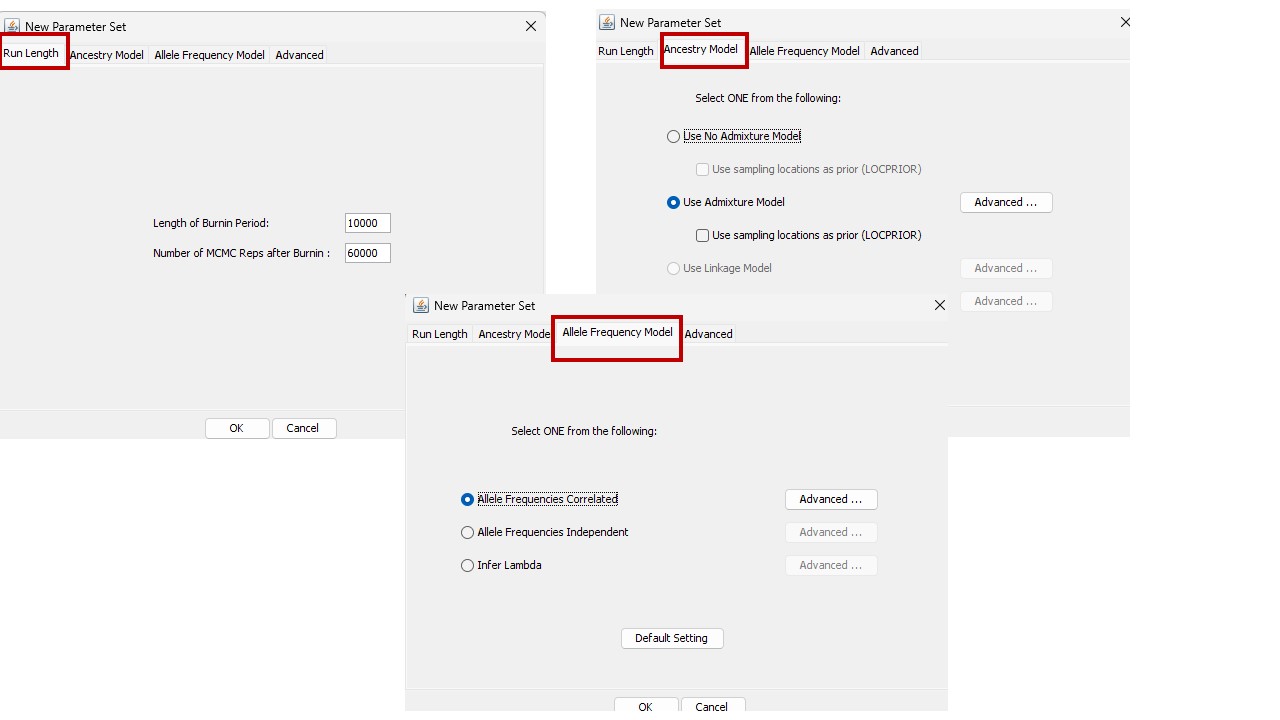 New Parameter Set
Run Length Ancestry Model Allele Frequency Model Advanced
Length of Burnin Period: 10000
Number of MCMC Reps after Burnin : 60000
OK Cancel
New Parameter Set
Run Length Ancestry Model Allele Frequency Model Advanced
Select ONE from the following:
Use No Admixture Model
Use sampling locations as prior (LOCPRIOR)
Use Admixture Model Advanced ...
Use sampling locations as prior (LOCPRIOR)
Use Linkage Model Advanced ...
Advanced ...
New Parameter Set
Run Length Ancestry Mode Allele Frequency Model Advanced
Select ONE from the following:
Allele Frequencies Correlated Advanced ...
Allele Frequencies Independent Advanced ...
Infer Lambda Advanced ...
Default Setting
OK Cancel